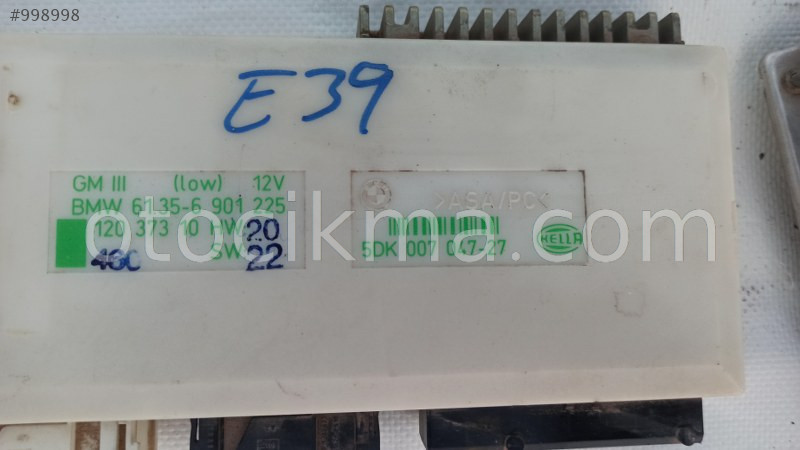 #998998
E39
GM III (low) 12V
BMW 61.35-6 901 225
120 373 10 HW 20
460 SW 22
>ASA/PC<
5DK 007 047-27
HELLA
otocikma.com